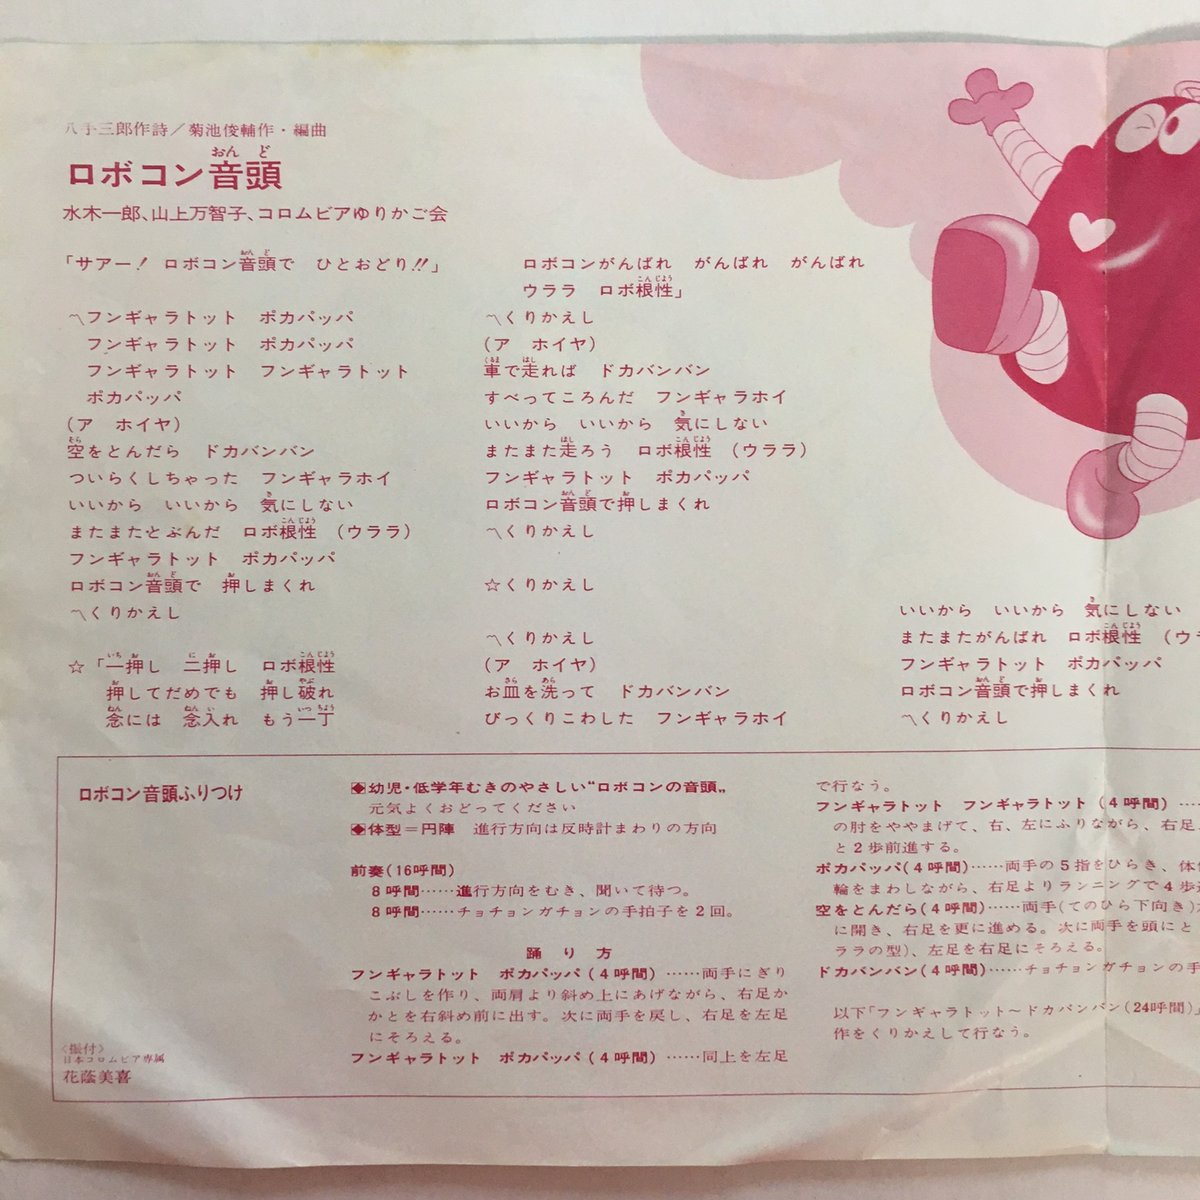 八手三郎作詩／菊池俊輔作・編曲
ロボコン音頭
水木一郎、山上万智子、コロムビアゆりかご会
「サアー！ ロボコン音頭で ひとおどり!!」
〽フンギャラトット ポカパッパ
フンギャラトット ポカパッパ
フンギャラトット フンギャラトット
ポカパッパ
(ア ホイヤ)
空をとんだら ドカバンバン
ついらくしちゃった フンギャラホイ
いいから いいから 気にしない
またまたとぶんだ ロボ根性 (ウララ)
フンギャラトット ポカパッパ
ロボコン音頭で 押しまくれ
〽くりかえし
☆「一押し 二押し ロボ根性
押してだめでも 押し破れ
念には 念入れ もう一丁
ロボコンがんばれ がんばれ がんばれ
ウララ ロボ根性」
〽くりかえし
(ア ホイヤ)
車で走れば ドカバンバン
すべってころんだ フンギャラホイ
いいから いいから 気にしない
またまた走ろう ロボ根性 (ウララ)
フンギャラトット ポカパッパ
ロボコン音頭で押しまくれ
〽くりかえし
☆くりかえし
〽くりかえし
(ア ホイヤ)
お皿を洗って ドカバンバン
びっくりこわした フンギャラホイ
いいから いいから 気にしない
またまたがんばれ ロボ根性 (ウ
フンギャラトット ポカパッパ
ロボコン音頭で押しまくれ
〽くりかえし
ロボコン音頭ふりつけ
〈振付〉
日本コロムビア専属
花蔭美喜
◆幼児・低学年むきのやさしい“ロボコンの音頭„
元気よくおどってください
◆体型＝円陣 進行方向は反時計まわりの方向
前奏(16呼間)
8呼間……進行方向をむき、聞いて待つ。
8呼間……チョチョンガチョンの手拍子を2回。
踊り方
フンギャラトット ポカパッパ(4呼間)……両手にぎり
こぶしを作り、両肩より斜め上にあげながら、右足か
かとを右斜め前に出す。次に両手を戻し、右足を左足
にそろえる。
フンギャラトット ポカパッパ(4呼間)……同上を左足
で行なう。
フンギャラトット フンギャラトット(4呼間)……
の肘をややまげて、右、左にふりながら、右足
と2歩前進する。
ポカパッパ(4呼間)……両手の5指をひらき、体
輪をまわしながら、右足よりランニングで4歩
空をとんだら(4呼間)……両手(てのひら下向き)
に開き、右足を更に進める。次に両手を頭にと
ララの型)、左足を右足にそろえる。
ドカバンバン(4呼間)……チョチョンガチョンの手
以下「フンギャラトット〜ドカバンバン(24呼間)」
作をくりかえして行なう。